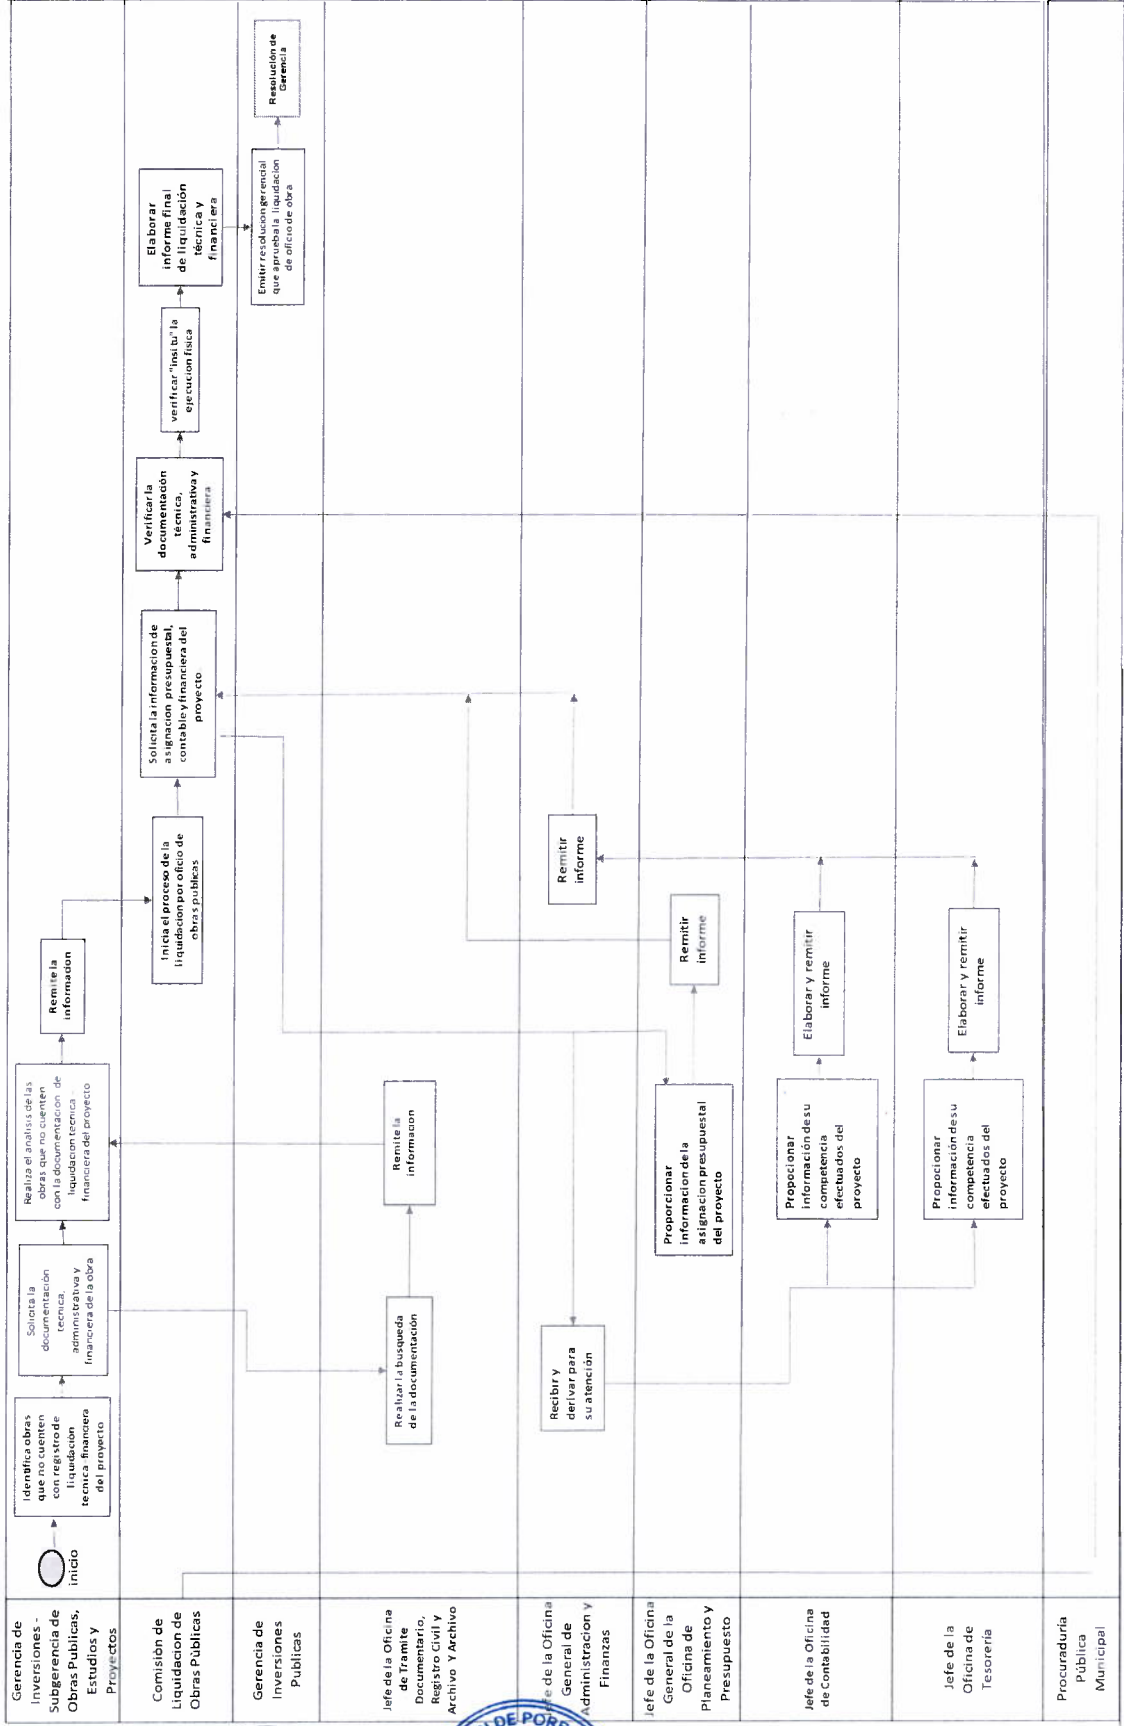 Gerencia de
Inversiones -
Subgerencia de
Obras Publicas,
Estudios y
Proyectos
inicio
Identifica obras
que no cuenten
con registro de
liquidación
tecnica -financiera
del proyecto
Solicita la
documentación
tecnica,
administrativa y
financiera de la obra
Realiza el analisis de las
obras que no cuenten
con la documentacion de
liquidacion tecnica -
financiera del proyecto
Remite la
informacion
Comisión de
Liquidacion de
Obras Públicas
Inicia el proceso de la
liquidacion por oficio de
obras publicas
Solicita la informacion de
asignacion presupuestal,
contable y financiera del
proyecto
Verificar la
documentación
técnica,
administrativa y
financiera
verificar "insitu" la
ejecucion fisica
Elaborar
informe final
de liquidación
técnica y
financiera
Gerencia de
Inversiones
Publicas
Emitir resolucion gerencial
que aprueba la liquidacion
de oficio de obra
Resolución de
Gerencia
Jefe de la Oficina
de Tramite
Documentario,
Registro Civil y
Archivo Y Archivo
Realizar la busqueda
de la documentación
Remite la
informacion
Jefe de la Oficina
General de
Administracion y
Finanzas
Recibir y
derivar para
su atención
Remitir
informe
Jefe de la Oficina
General de la
Oficina de
Planeamiento y
Presupuesto
Proporcionar
informacion de la
asignacion presupuestal
del proyecto
Remitir
informe
Jefe de la Oficina
de Contabilidad
Propocionar
información de su
competencia
efectuados del
proyecto
Elaborar y remitir
informe
Jefe de la
Oficina de
Tesorería
Propocionar
información de su
competencia
efectuados del
proyecto
Elaborar y remitir
informe
Procuraduría
Pública
Municipal
DE PORE